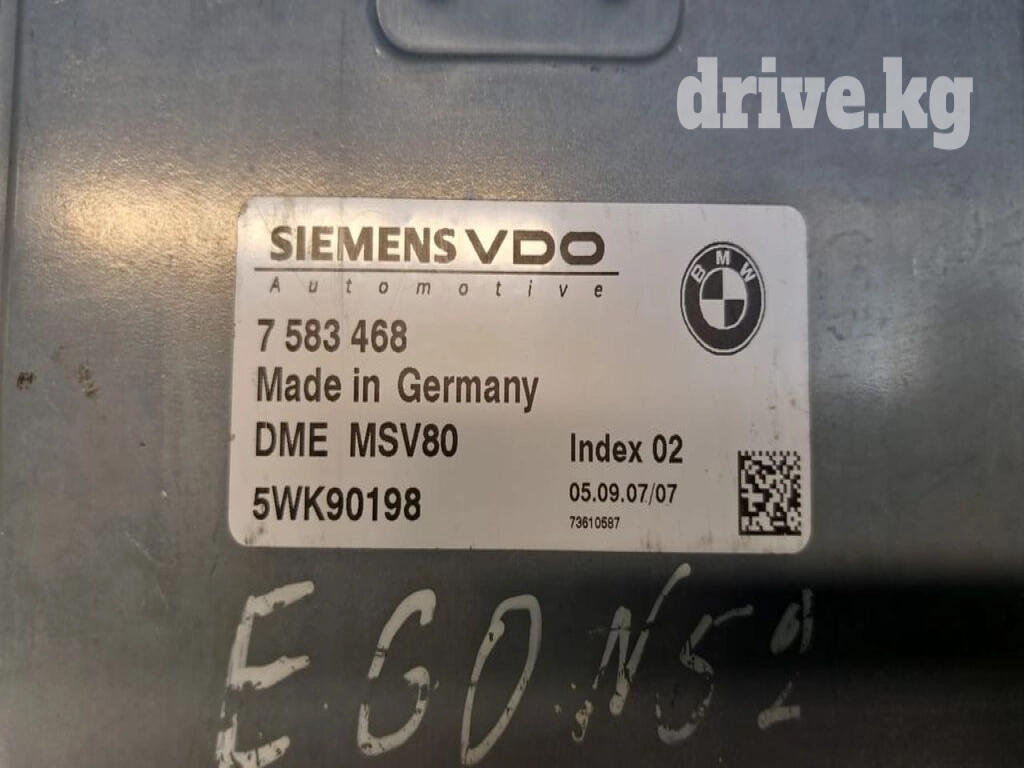 drive.kg
SIEMENS VDO
Automotive
BMW
7 583 468
Made in Germany
DME MSV80
Index 02
5WK90198
05.09.07/07
73610587
E60 N52